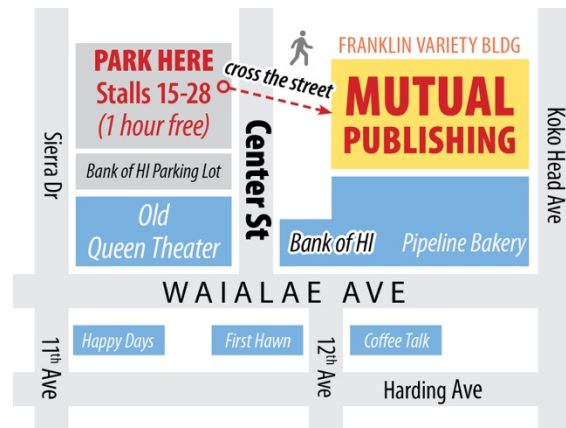 PARK HERE
Stalls 15-28
(1 hour free)
cross the street
FRANKLIN VARIETY BLDG
MUTUAL
PUBLISHING
Sierra Dr
Center St
Koko Head Ave
Bank of HI Parking Lot
Old
Queen Theater
Bank of HI
Pipeline Bakery
WAIALAE AVE
11th Ave
Happy Days
First Hawn
12th Ave
Coffee Talk
Harding Ave